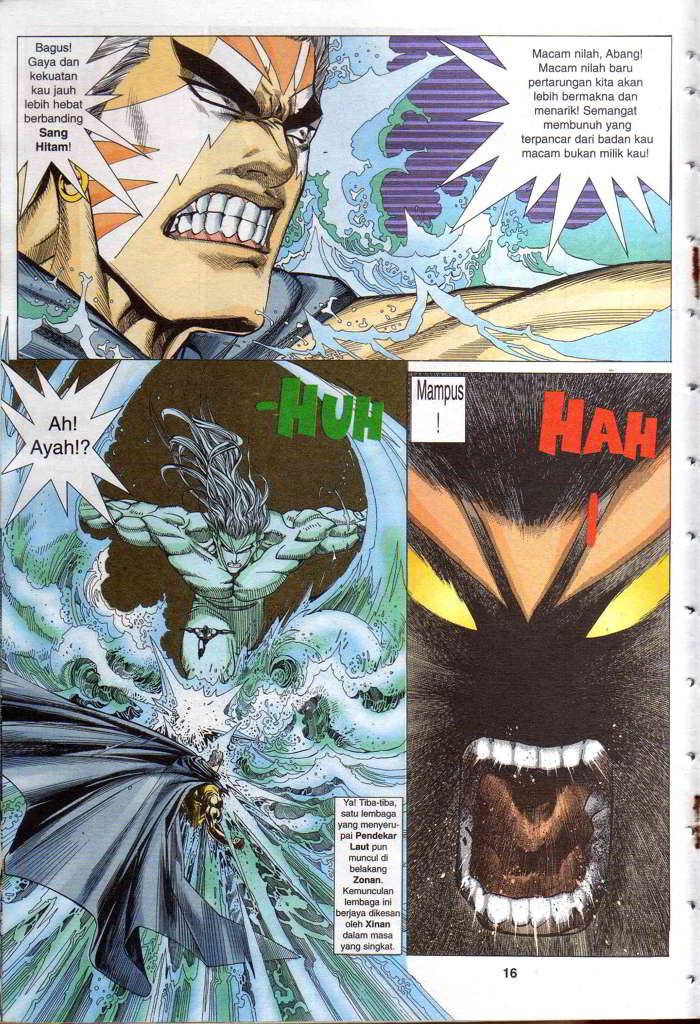 Bagus!
Gaya dan
kekuatan
kau jauh
lebih hebat
berbanding
Sang
Hitam!
Macam nilah, Abang!
Macam nilah baru
pertarungan kita akan
lebih bermakna dan
menarik! Semangat
membunuh yang
terpancar dari badan kau
macam bukan milik kau!
Ah!
Ayah!?
-HUH
Mampus
!
HAH
!
Ya! Tiba-tiba,
satu lembaga
yang menyeru-
pai Pendekar
Laut pun
muncul di
belakang
Zonan.
Kemunculan
lembaga ini
berjaya dikesan
oleh Xinan
dalam masa
yang singkat.
16